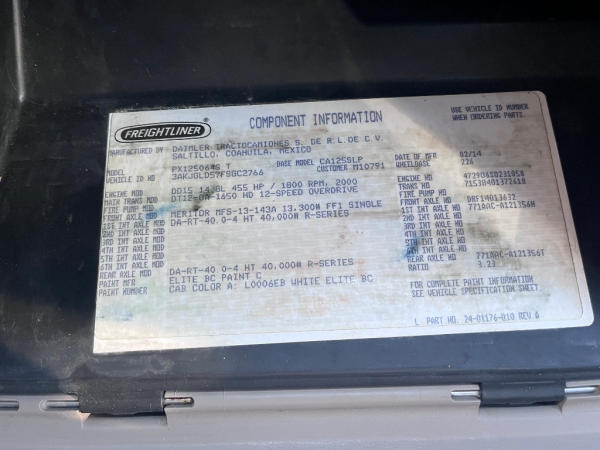 FREIGHTLINER
COMPONENT INFORMATION
USE VEHICLE ID NUMBER
WHEN ORDERING PARTS.
MANUFACTURED BY DAIMLER TRACTOCAMIONES S. DE R.L. DE C.V.
SALTILLO, COAHUILA, MEXICO
PX125064S T BASE MODEL CA125SLP MANUFACTURED 02/14
3AKJGLD57FSGC2766 CUSTOMER M10791 WHEELBASE 226
ENGINE MOD DD15 14.8L 455 HP / 1800 RPM, 2000 ENGINE NO
MAIN TRANS MOD DT12-OA-1650 HD 12-SPEED OVERDRIVE TRANS NO
FIRE PUMP MOD FIRE PUMP NO
FRONT AXLE MOD MERITOR MFS-13-143A 13,300# FF1 SINGLE FRONT AXLE NO
1ST INT AXLE MOD DA-RT-40.0-4 HT 40,000# R-SERIES 1ST INT AXLE NO
2ND INT AXLE MOD 2ND INT AXLE NO
3RD INT AXLE MOD 3RD INT AXLE NO
4TH INT AXLE MOD 4TH INT AXLE NO
5TH INT AXLE MOD 5TH INT AXLE NO
6TH INT AXLE MOD 6TH INT AXLE NO
REAR AXLE MOD DA-RT-40.0-4 HT 40,000# R-SERIES REAR AXLE NO
PAINT MFR ELITE BC PAINT C RATIO 3.23
PAINT NUMBER CAB COLOR A: L0006EB WHITE ELITE BC
FOR COMPLETE PAINT INFORMATION
SEE VEHICLE SPECIFICATION SHEET.
L PART NO. 24-01176-010 REV A